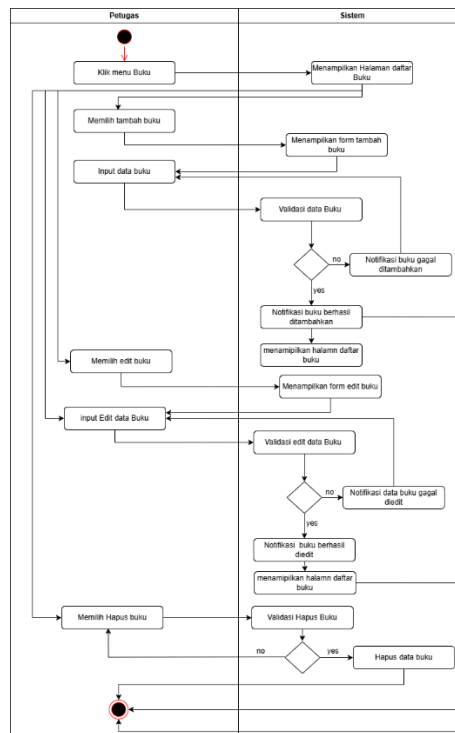 Petugas
Sistem
Klik menu Buku
Menampilkan Halaman daftar
Buku
Memilih tambah buku
Menampilkan form tambah
buku
Input data buku
Validasi data Buku
no
Notifikasi buku gagal
ditambahkan
yes
Notifikasi buku berhasil
ditambahkan
menamipilkan halamn daftar
buku
Memilih edit buku
Menampilkan form edit buku
input Edit data Buku
Validasi edit data Buku
no
Notifikasi data buku gagal
diedit
yes
Notifikasi buku berhasil
diedit
menamipilkan halamn daftar
buku
Memilih Hapus buku
Validasi Hapus Buku
no
yes
Hapus data buku